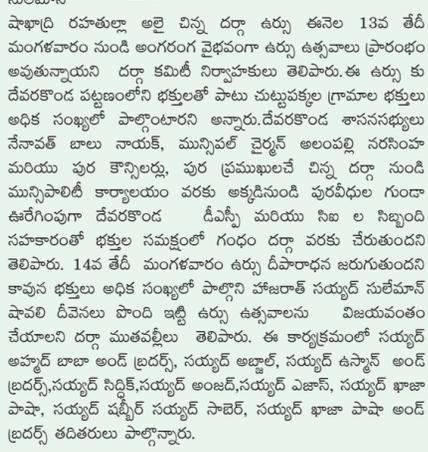 సులేమాన్
షాఖాద్రి రహతుల్లా అలై చిన్న దర్గా ఉర్సు ఈనెల 13వ తేదీ
మంగళవారం నుండి అంగరంగ వైభవంగా ఉర్సు ఉత్సవాలు ప్రారంభం
అవుతున్నాయని దర్గా కమిటీ నిర్వాహకులు తెలిపారు.ఈ ఉర్సు కు
దేవరకొండ పట్టణంలోని భక్తులతో పాటు చుట్టుపక్కల గ్రామాల భక్తులు
అధిక సంఖ్యలో పాల్గొంటారని అన్నారు.దేవరకొండ శాసనసభ్యులు
నేనావత్ బాలు నాయక్, మున్సిపల్ చైర్మన్ ఆలంపల్లి నరసింహ
మరియు పుర కౌన్సిలర్లు, పుర ప్రముఖులచే చిన్న దర్గా నుండి
మున్సిపాలిటీ కార్యాలయం వరకు అక్కడినుండి పురవీధుల గుండా
ఊరేగింపుగా దేవరకొండ డీఎస్పీ మరియు సిఐ ల సిబ్బంది
సహకారంతో భక్తుల సమక్షంలో గంధం దర్గా వరకు చేరుతుందని
తెలిపారు. 14వ తేదీ మంగళవారం ఉర్సు దీపారాధన జరుగుతుందని
కావున భక్తులు అధిక సంఖ్యలో పాల్గొని హజరాత్ సయ్యద్ సులేమాన్
షావలి దీవెనలు పొంది ఇట్టి ఉర్సు ఉత్సవాలను విజయవంతం
చేయాలని దర్గా ముతవల్లీలు తెలిపారు. ఈ కార్యక్రమంలో సయ్యద్
అహ్మద్ బాబా అండ్ బ్రదర్స్, సయ్యద్ అబ్జాల్, సయ్యద్ ఉస్మాన్ అండ్
బ్రదర్స్,సయ్యద్ సిద్ధిక్,సయ్యద్ అంజద్,సయ్యద్ ఎజాస్, సయ్యద్ ఖాజా
పాషా, సయ్యద్ షబ్బీర్ సయ్యద్ సాబెర్, సయ్యద్ ఖాజా పాషా అండ్
బ్రదర్స్ తదితరులు పాల్గొన్నారు.